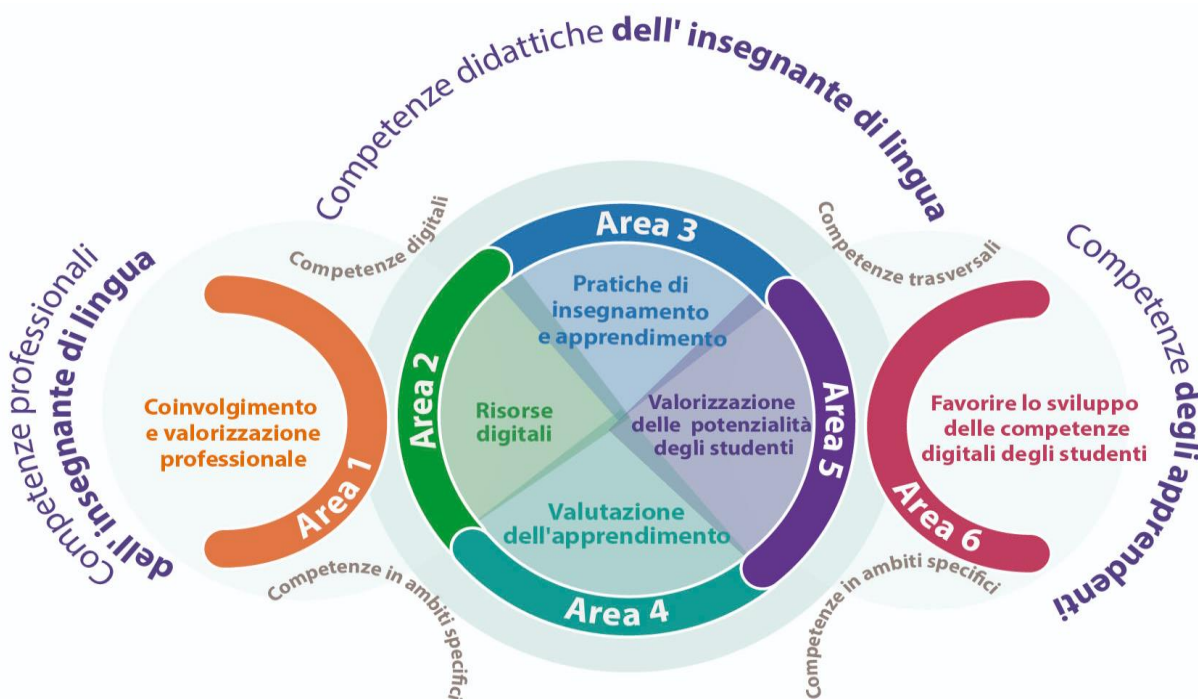 Competenze didattiche dell' insegnante di lingua
Competenze professionali
dell' insegnante di lingua
Competenze degli apprendenti
Competenze digitali
Competenze trasversali
Area 1
Coinvolgimento
e valorizzazione
professionale
Area 2
Risorse
digitali
Area 3
Pratiche di
insegnamento
e apprendimento
Area 5
Valorizzazione
delle potenzialità
degli studenti
Area 4
Valutazione
dell'apprendimento
Area 6
Favorire lo sviluppo
delle competenze
digitali degli studenti
Competenze in ambiti specifici
Competenze in ambiti specifici